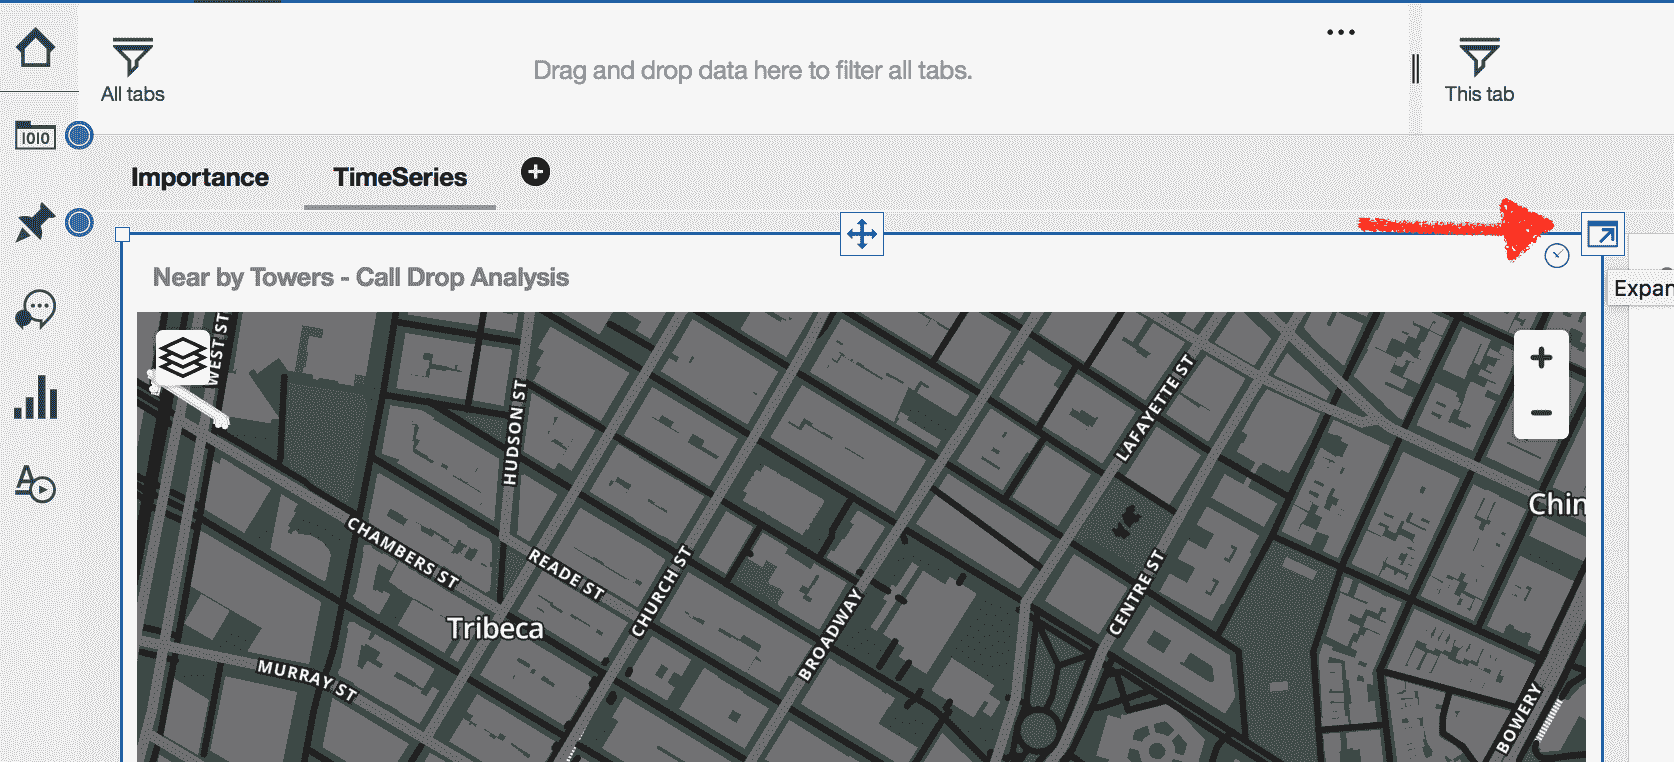 Drag and drop data here to filter all tabs.
All tabs
This tab
1010
Importance
TimeSeries
Near by Towers - Call Drop Analysis
Expan
WEST ST
HUDSON ST
LAFAYETTE ST
Chin
CHAMBERS ST
READE ST
CHURCH ST
CENTRE ST
Tribeca
BROADWAY
MURRAY ST
BOWERY
A